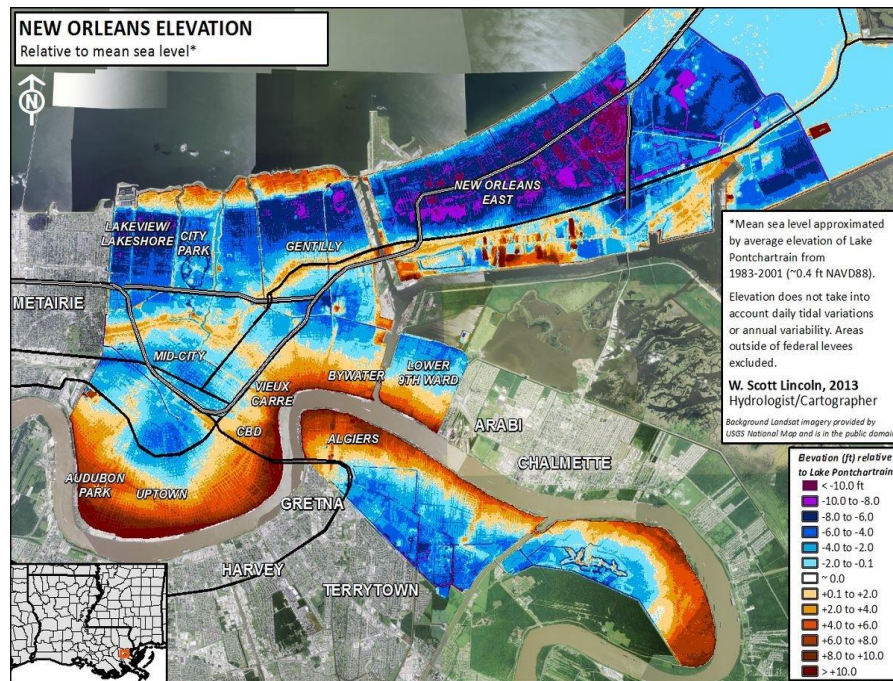 NEW ORLEANS ELEVATION
Relative to mean sea level*
N
NEW ORLEANS
EAST
LAKEVIEW/
LAKESHORE
CITY
PARK
GENTILLY
METAIRIE
MID-CITY
VIEUX
CARRE
BYWATER
LOWER
9TH WARD
CBD
ALGIERS
ARABI
CHALMETTE
AUDUBON
PARK
UPTOWN
GRETNA
HARVEY
TERRYTOWN
*Mean sea level approximated
by average elevation of Lake
Pontchartrain from
1983-2001 (~0.4 ft NAVD88).
Elevation does not take into
account daily tidal variations
or annual variability. Areas
outside of federal levees
excluded.
W. Scott Lincoln, 2013
Hydrologist/Cartographer
Background Landsat imagery provided by
USGS National Map and is in the public domain
Elevation (ft) relative
to Lake Pontchartrain
< -10.0 ft
-10.0 to -8.0
-8.0 to -6.0
-6.0 to -4.0
-4.0 to -2.0
-2.0 to -0.1
~ 0.0
+0.1 to +2.0
+2.0 to +4.0
+4.0 to +6.0
+6.0 to +8.0
+8.0 to +10.0
> +10.0